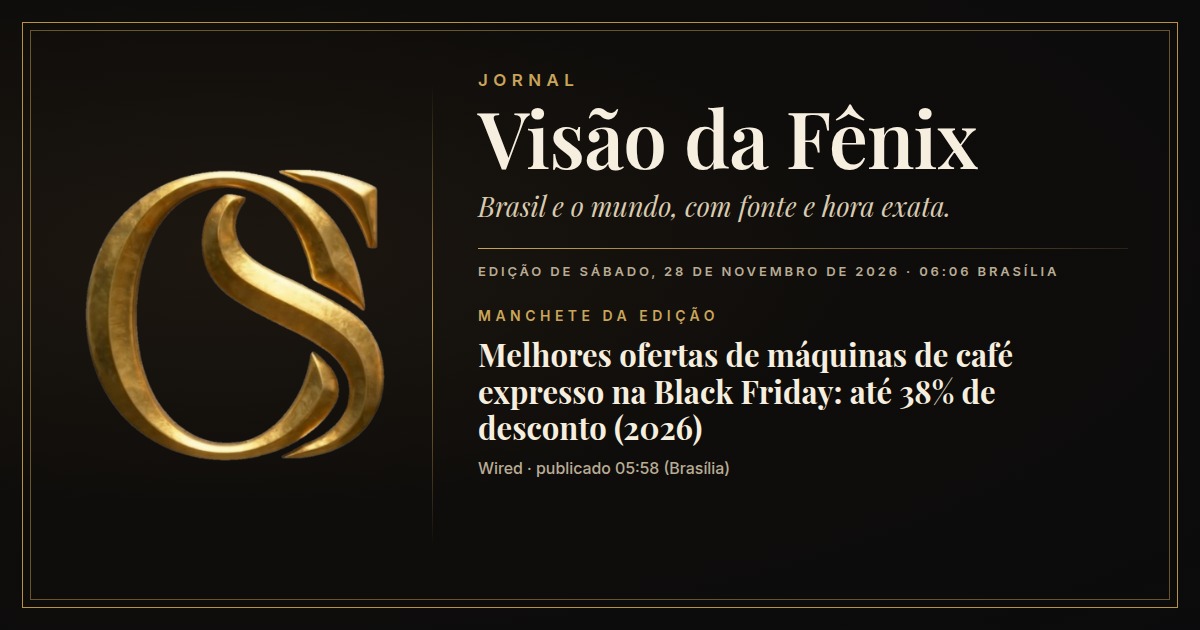 JORNAL
Visão da Fênix
Brasil e o mundo, com fonte e hora exata.
EDIÇÃO DE SÁBADO, 28 DE NOVEMBRO DE 2026 · 06:06 BRASÍLIA
MANCHETE DA EDIÇÃO
Melhores ofertas de máquinas de café
expresso na Black Friday: até 38% de
desconto (2026)
Wired · publicado 05:58 (Brasília)